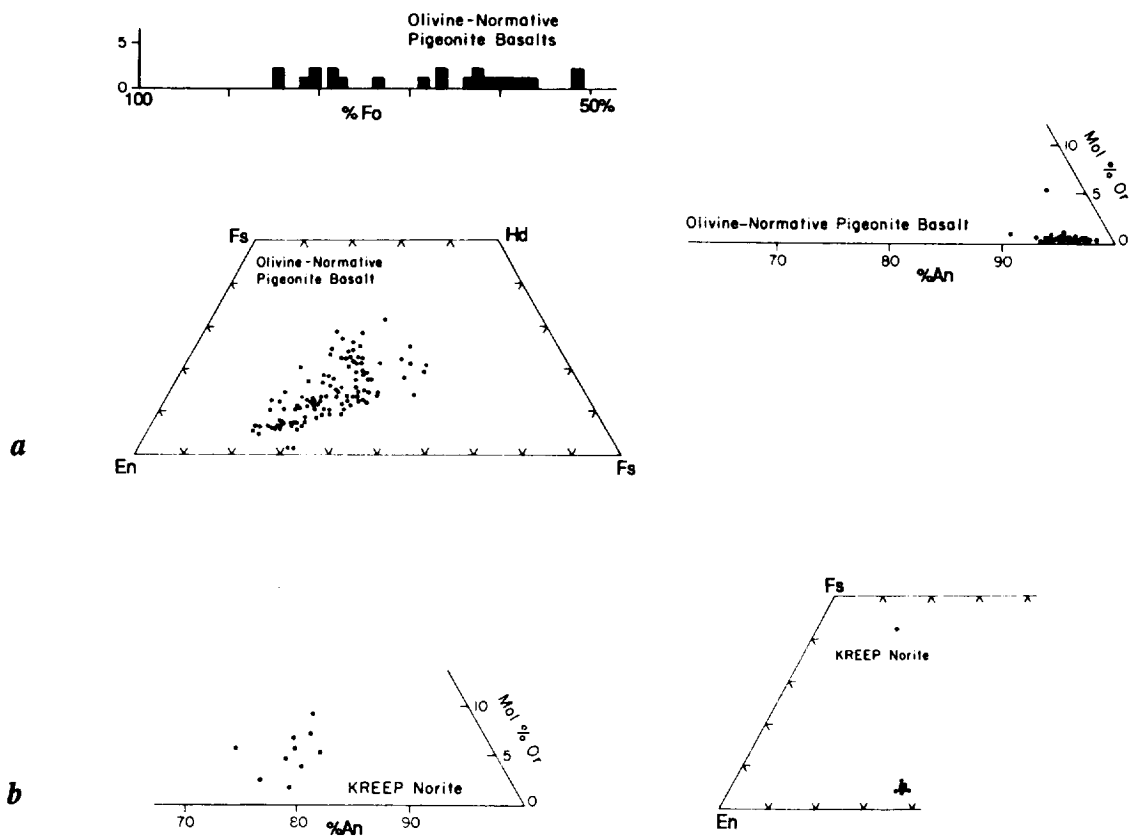 Olivine-Normative
Pigeonite Basalts
5
0
100
%Fo
50%
Mol % Or
10
5
0
Olivine-Normative Pigeonite Basalt
70
80
90
%An
Fs
Hd
Olivine-Normative
Pigeonite Basalt
a
En
Fs
Fs
KREEP Norite
En
Mol % Or
10
5
0
KREEP Norite
b
70
80
%An
90